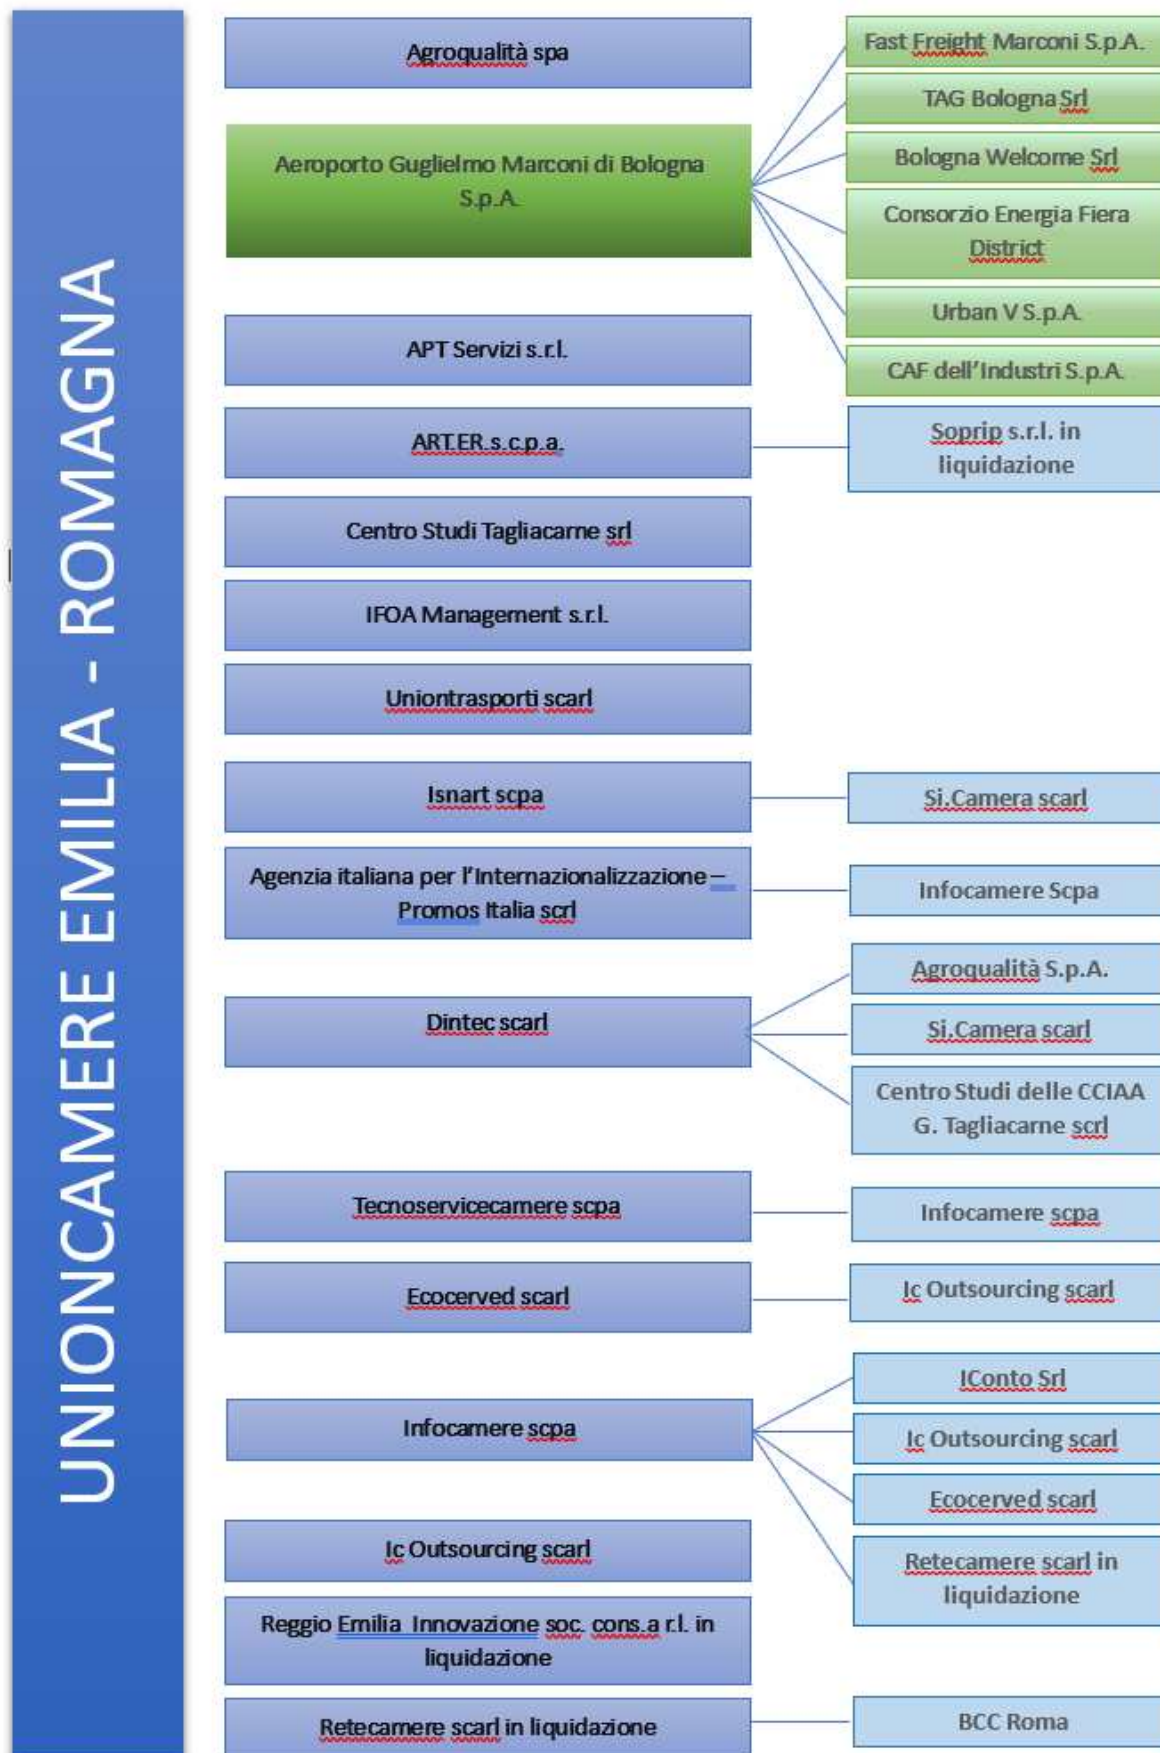 UNIONCAMERE EMILIA - ROMAGNA
Agroqualità spa
Aeroporto Guglielmo Marconi di Bologna
S.p.A.
Fast Freight Marconi S.p.A.
TAG Bologna Srl
Bologna Welcome Srl
Consorzio Energia Fiera
District
Urban V S.p.A.
CAF dell'Industri S.p.A.
APT Servizi s.r.l.
ART.ER.s.c.p.a.
Soprip s.r.l. in
liquidazione
Centro Studi Tagliacarne srl
IFOA Management s.r.l.
Uniontrasporti scarl
Isnart scpa
Si.Camera scarl
Agenzia italiana per l'Internazionalizzazione –
Promos Italia scrl
Infocamere Scpa
Dintec scarl
Agroqualità S.p.A.
Si.Camera scarl
Centro Studi delle CCIAA
G. Tagliacarne scrl
Tecnoservicecamere scpa
Infocamere scpa
Ecocerved scarl
Ic Outsourcing scarl
Infocamere scpa
IConto Srl
Ic Outsourcing scarl
Ecocerved scarl
Retecamere scarl in
liquidazione
Ic Outsourcing scarl
Reggio Emilia Innovazione soc. cons.a r.l. in
liquidazione
Retecamere scarl in liquidazione
BCC Roma